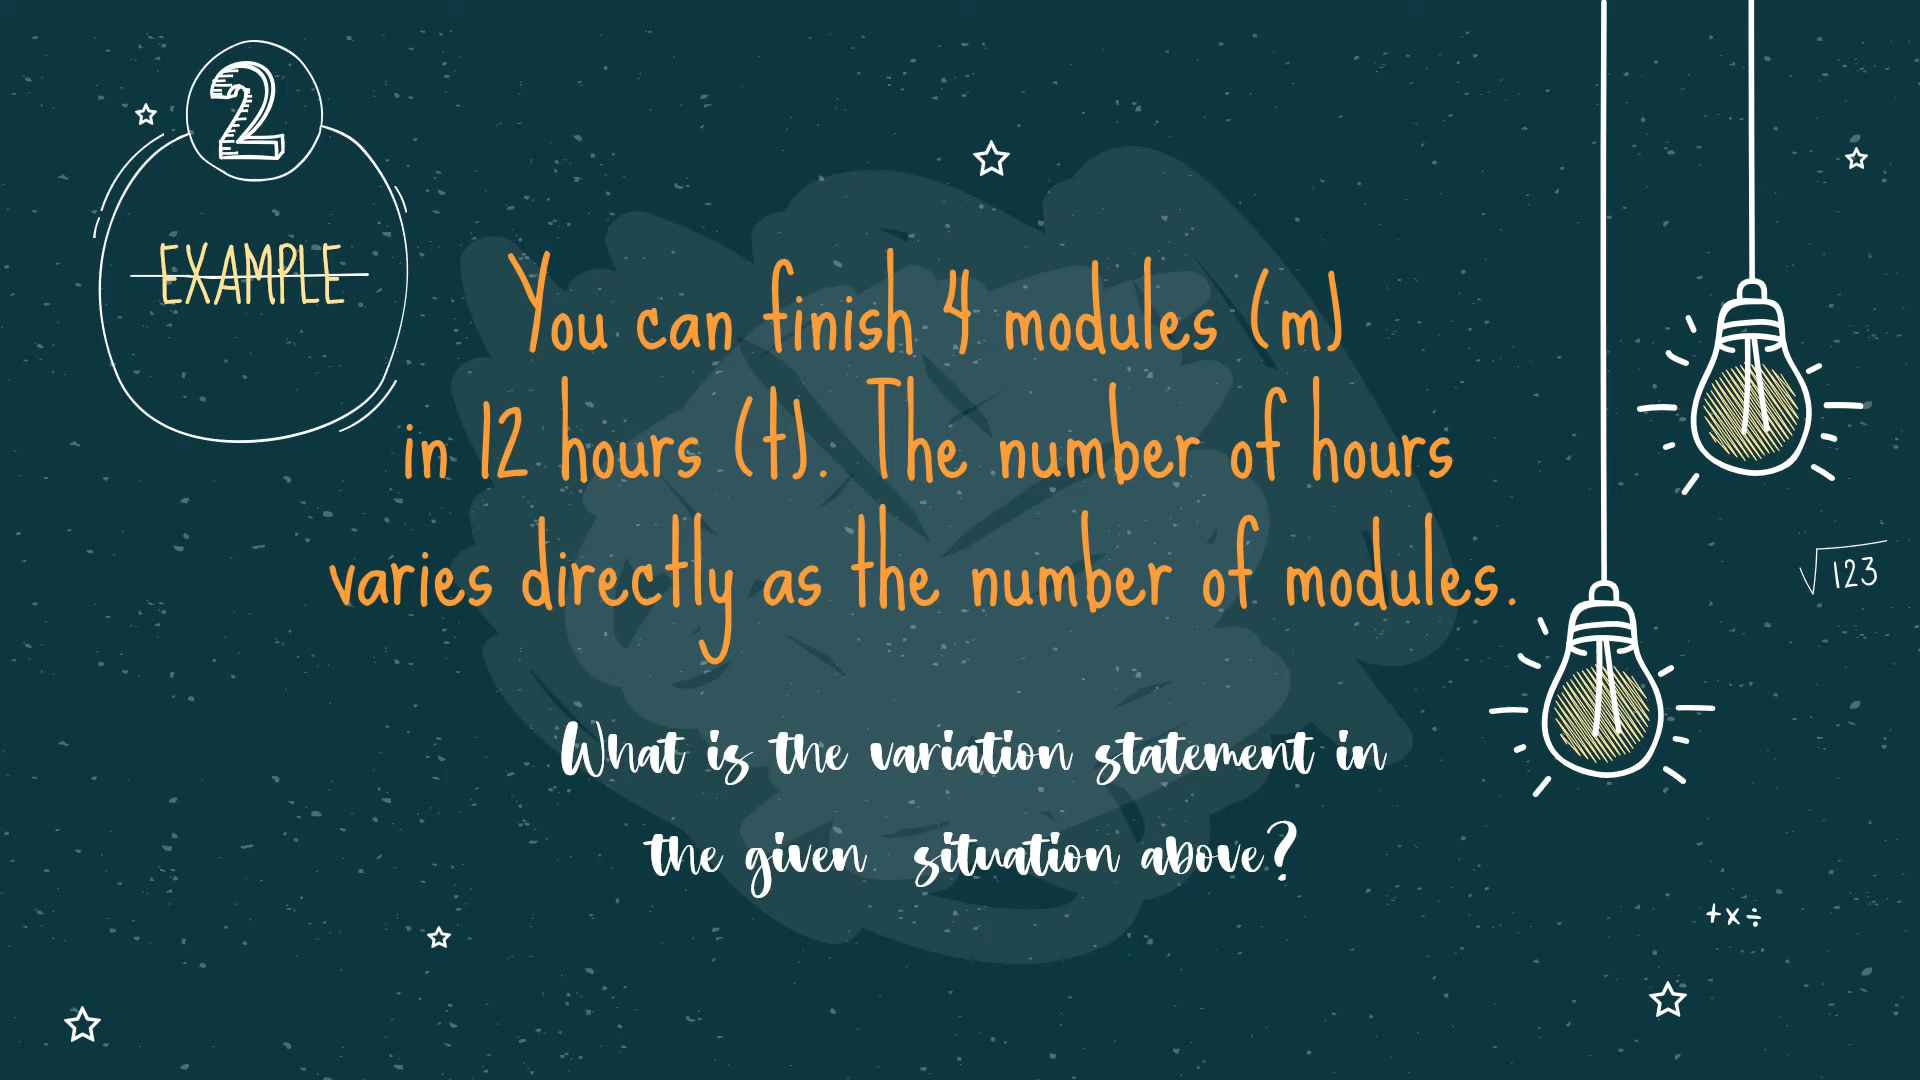 2
EXAMPLE
You can finish 4 modules (m)
in 12 hours (t). The number of hours
varies directly as the number of modules.
What is the variation statement in
the given situation above?
√123
+x÷